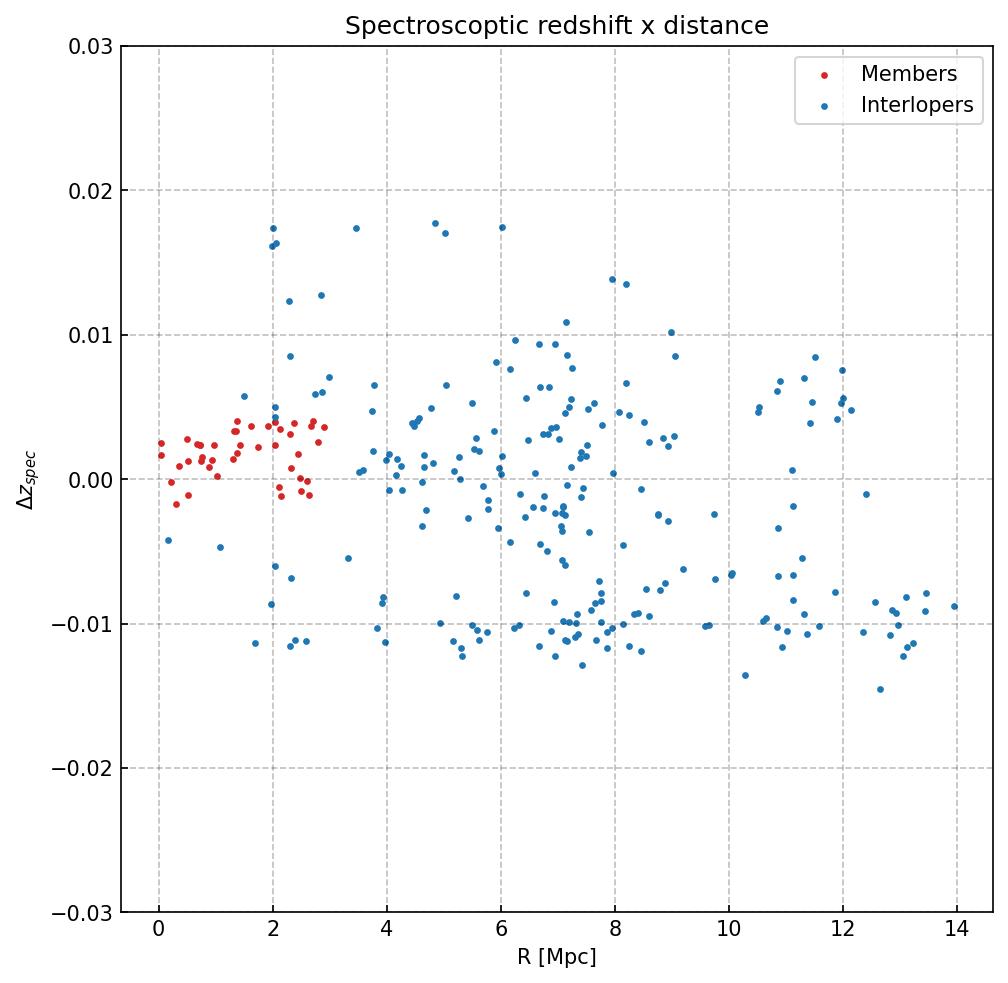 Spectroscoptic redshift x distance
Members
Interlopers
0.03
0.02
0.01
0.00
−0.01
−0.02
−0.03
Δz_spec
0 2 4 6 8 10 12 14
R [Mpc]